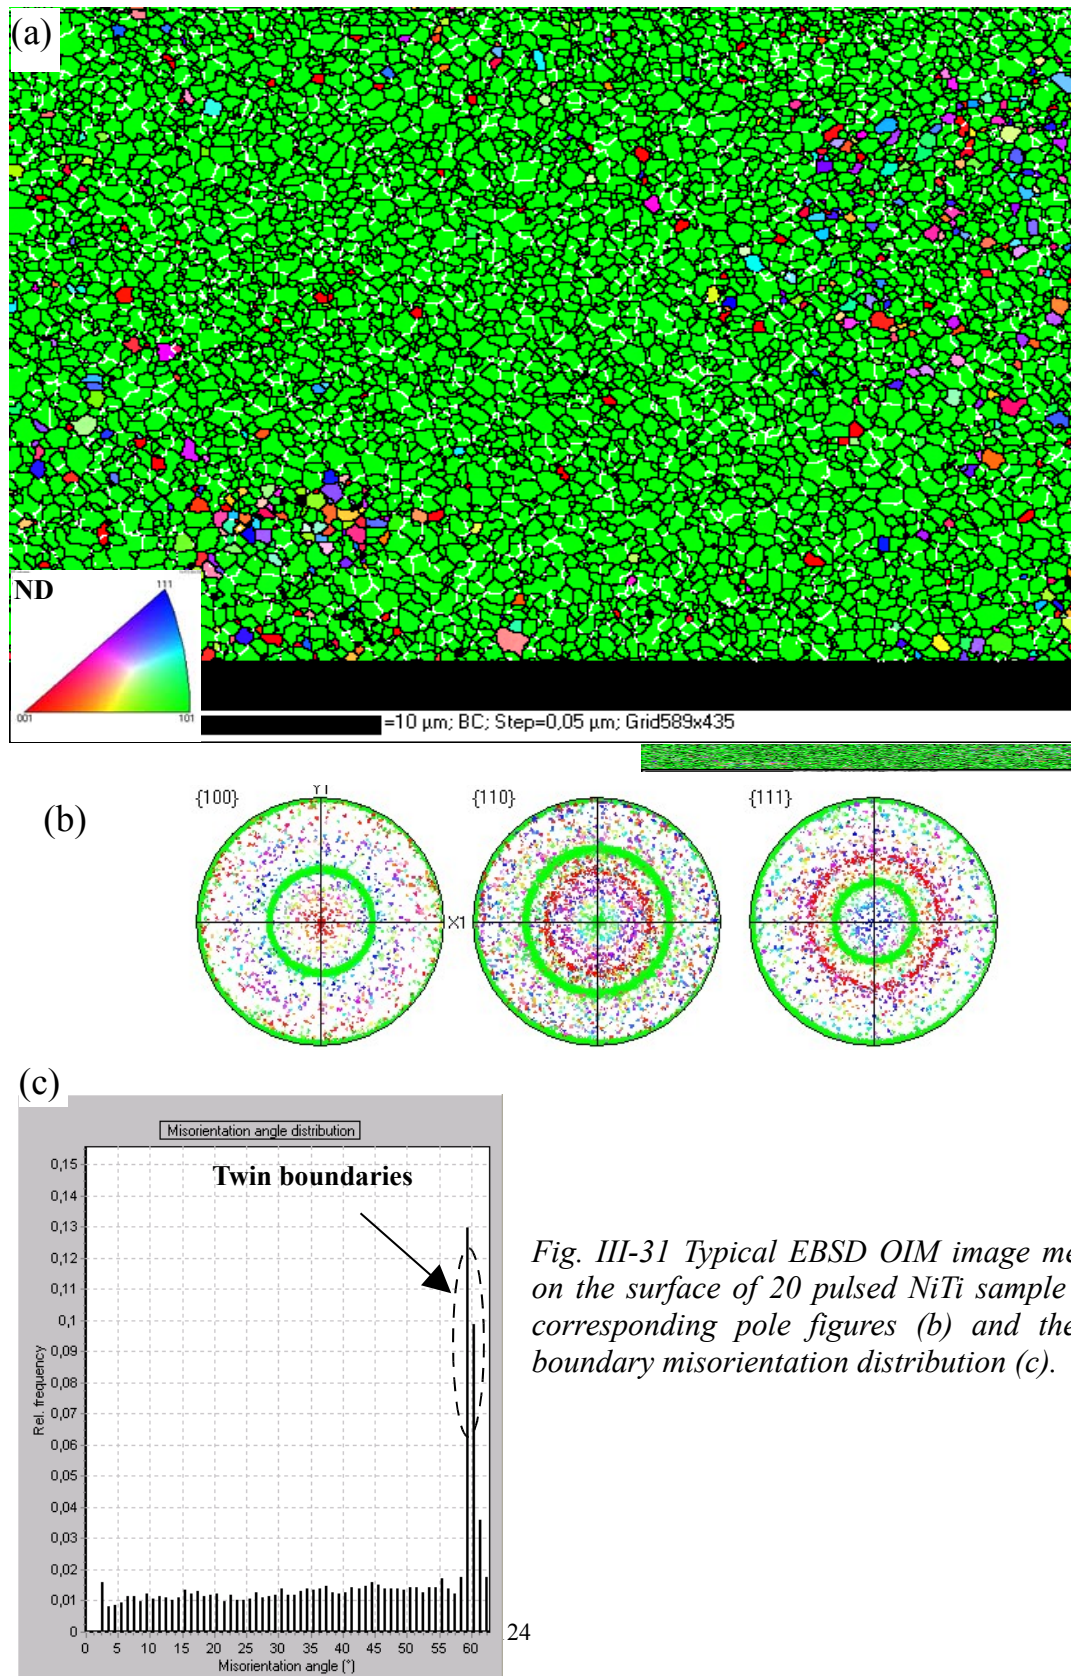 (a)
ND
111
001
101
=10 µm; BC; Step=0,05 µm; Grid589x435
(b)
{100}
Y1
X1
{110}
{111}
(c)
Misorientation angle distribution
Twin boundaries
0,15
0,14
0,13
0,12
0,11
0,1
0,09
0,08
0,07
0,06
0,05
0,04
0,03
0,02
0,01
0
Rel. frequency
0 5 10 15 20 25 30 35 40 45 50 55 60
Misorientation angle (°)
Fig. III-31 Typical EBSD OIM image me
on the surface of 20 pulsed NiTi sample
corresponding pole figures (b) and the
boundary misorientation distribution (c).
24